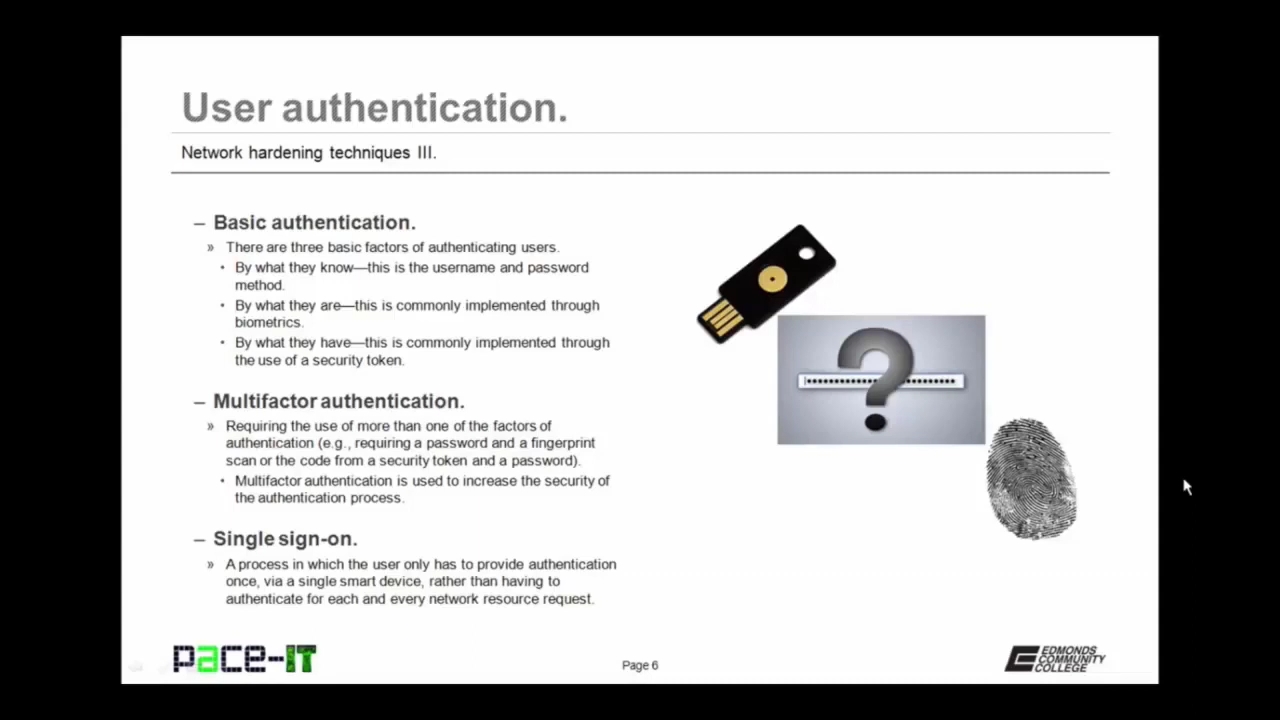 User authentication.
Network hardening techniques III.
– Basic authentication.
» There are three basic factors of authenticating users.
• By what they know—this is the username and password
method.
• By what they are—this is commonly implemented through
biometrics.
• By what they have—this is commonly implemented through
the use of a security token.
– Multifactor authentication.
» Requiring the use of more than one of the factors of
authentication (e.g., requiring a password and a fingerprint
scan or the code from a security token and a password).
• Multifactor authentication is used to increase the security of
the authentication process.
– Single sign-on.
» A process in which the user only has to provide authentication
once, via a single smart device, rather than having to
authenticate for each and every network resource request.
?
pace-IT
Page 6
EDMONDS
COMMUNITY
COLLEGE